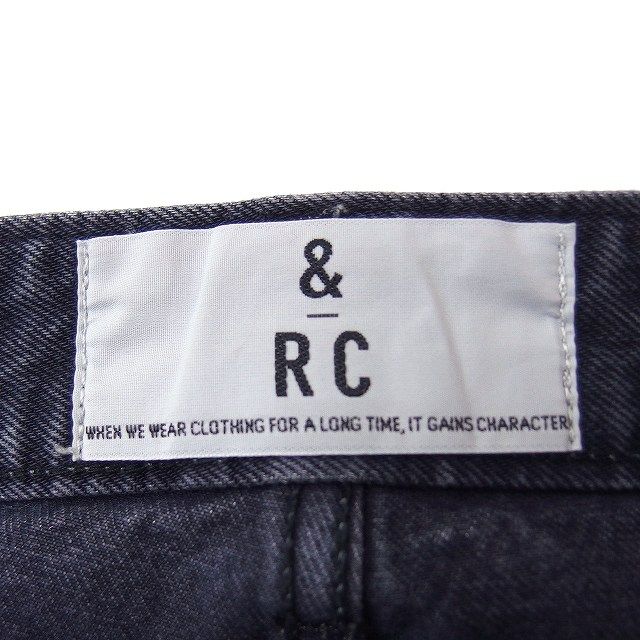 &
RC
WHEN WE WEAR CLOTHING FOR A LONG TIME, IT GAINS CHARACTER